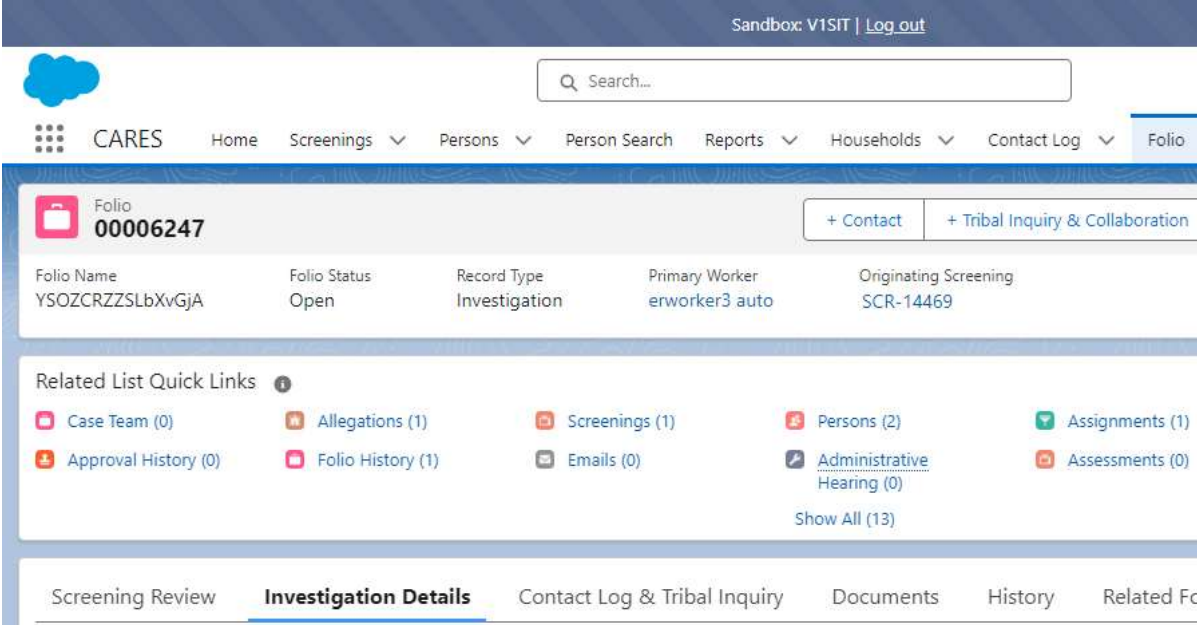 Sandbox: V1SIT | Log out
Search...
CARES Home Screenings Persons Person Search Reports Households Contact Log Folio
Folio
00006247
+ Contact + Tribal Inquiry & Collaboration
Folio Name Folio Status Record Type Primary Worker Originating Screening
YSOZCRZZSLbXvGjA Open Investigation erworker3 auto SCR-14469
Related List Quick Links
Case Team (0) Allegations (1) Screenings (1) Persons (2) Assignments (1)
Approval History (0) Folio History (1) Emails (0) Administrative Assessments (0)
Hearing (0)
Show All (13)
Screening Review Investigation Details Contact Log & Tribal Inquiry Documents History Related Fo